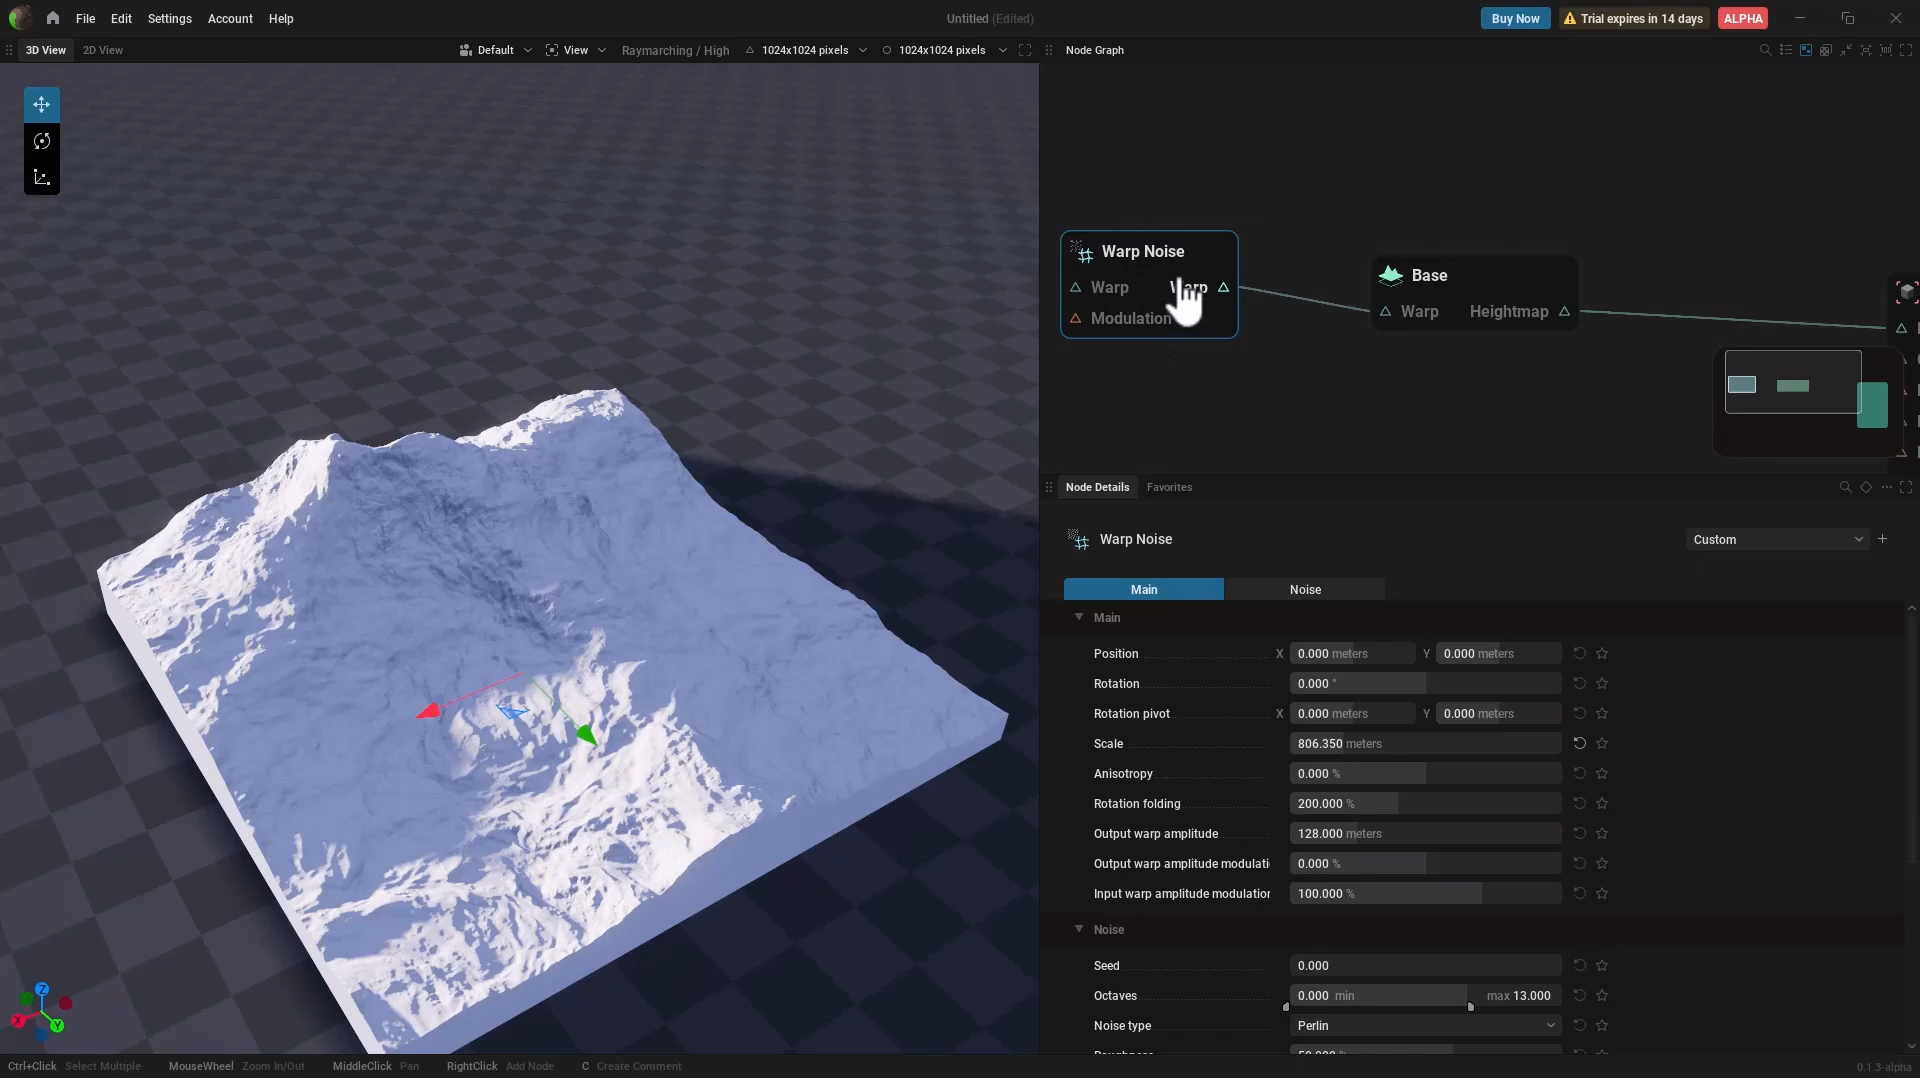 File Edit Settings Account Help
Untitled (Edited)
Buy Now Trial expires in 14 days ALPHA
3D View 2D View
Default View Raymarching / High 1024x1024 pixels 1024x1024 pixels
Node Graph
Warp Noise
Warp Warp
Modulation
Base
Warp Heightmap
Node Details Favorites
Warp Noise
Custom
Main Noise
Main
Position X 0.000 meters Y 0.000 meters
Rotation 0.000 °
Rotation pivot X 0.000 meters Y 0.000 meters
Scale 806.350 meters
Anisotropy 0.000 %
Rotation folding 200.000 %
Output warp amplitude 128.000 meters
Output warp amplitude modulati 0.000 %
Input warp amplitude modulation 100.000 %
Noise
Seed 0.000
Octaves 0.000 min max 13.000
Noise type Perlin
Z
X
Y
Ctrl+Click Select Multiple MouseWheel Zoom In/Out MiddleClick Pan RightClick Add Node C Create Comment
0.1.3-alpha